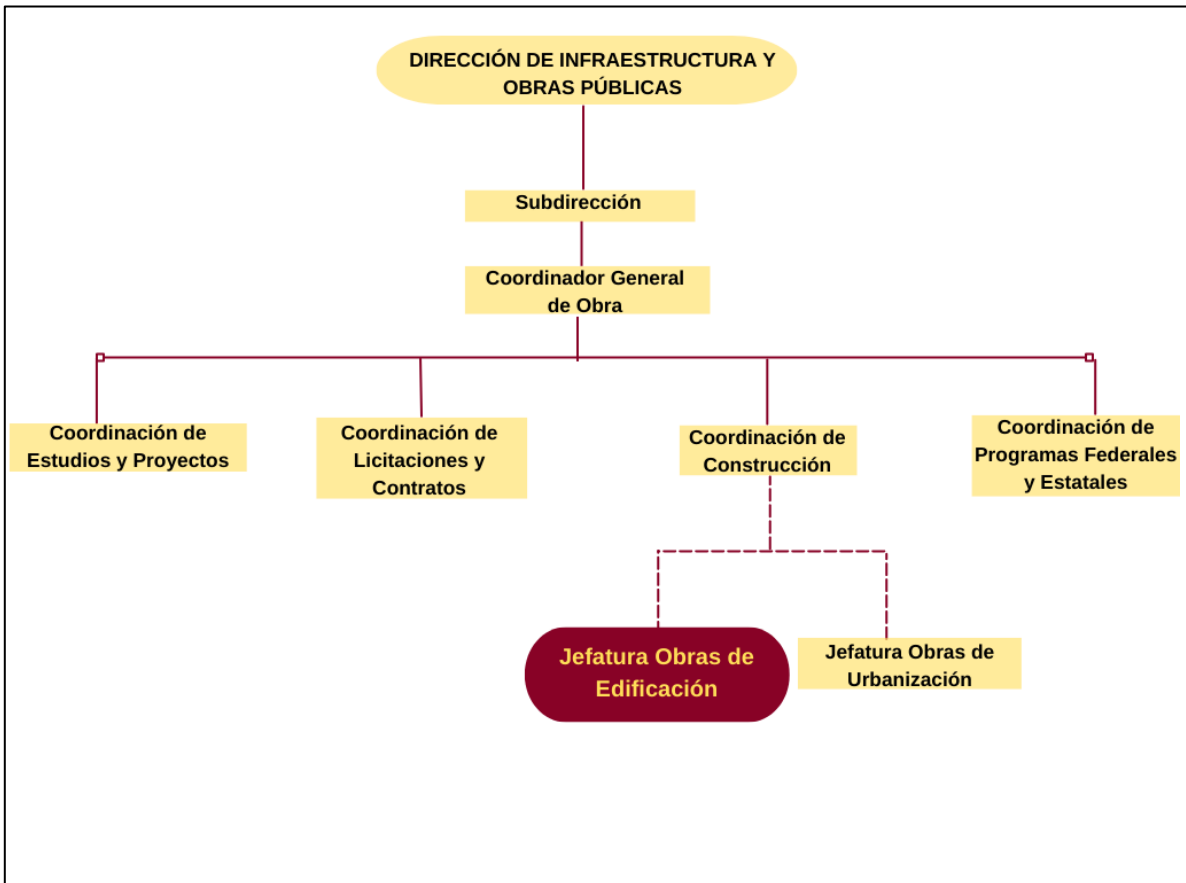 DIRECCIÓN DE INFRAESTRUCTURA Y
OBRAS PÚBLICAS
Subdirección
Coordinador General
de Obra
Coordinación de
Estudios y Proyectos
Coordinación de
Licitaciones y
Contratos
Coordinación de
Construcción
Coordinación de
Programas Federales
y Estatales
Jefatura Obras de
Edificación
Jefatura Obras de
Urbanización